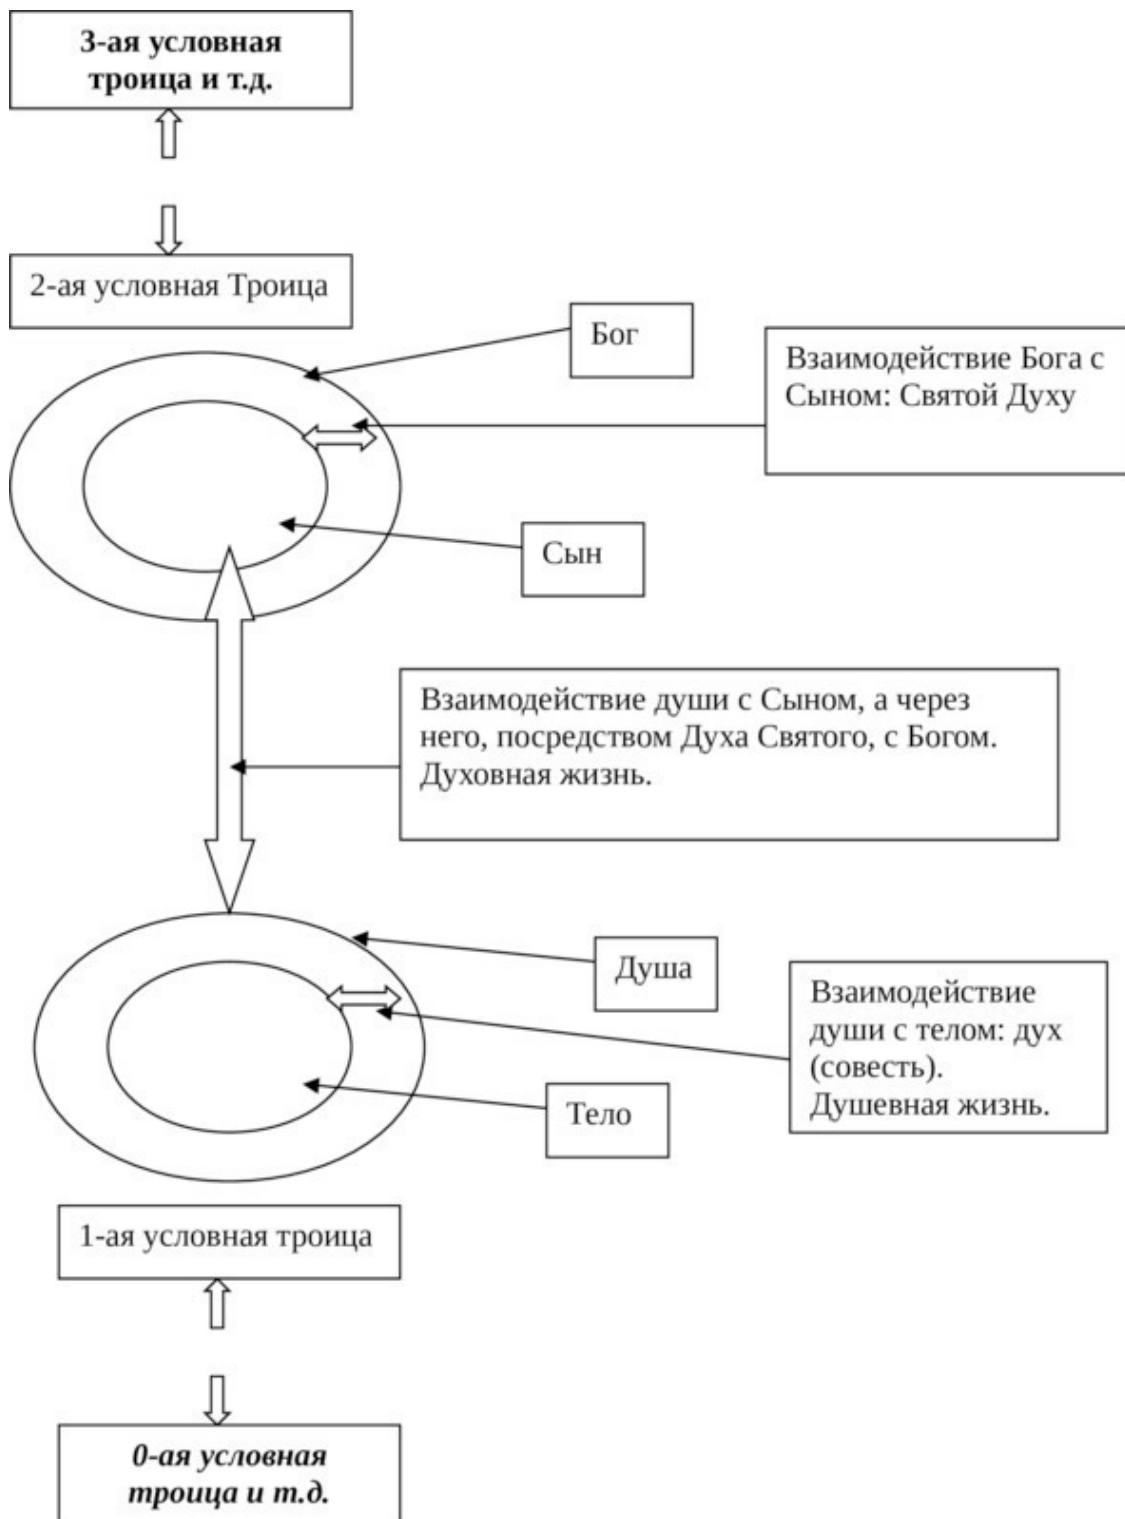 3-ая условная
троица и т.д.
2-ая условная Троица
Бог
Взаимодействие Бога с
Сыном: Святой Духу
Сын
Взаимодействие души с Сыном, а через
него, посредством Духа Святого, с Богом.
Духовная жизнь.
Душа
Взаимодействие
души с телом: дух
(совесть).
Душевная жизнь.
Тело
1-ая условная троица
0-ая условная
троица и т.д.